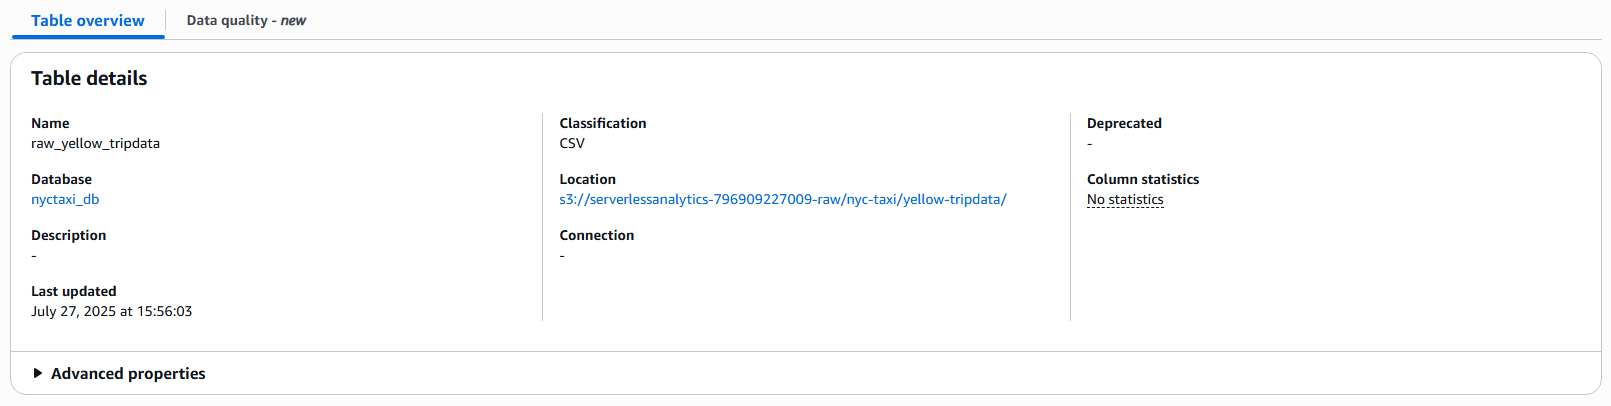 Table overview
Data quality - new
Table details
Name
raw_yellow_tripdata
Database
nyctaxi_db
Description
-
Last updated
July 27, 2025 at 15:56:03
Classification
CSV
Location
s3://serverlessanalytics-796909227009-raw/nyc-taxi/yellow-tripdata/
Connection
-
Deprecated
-
Column statistics
No statistics
Advanced properties